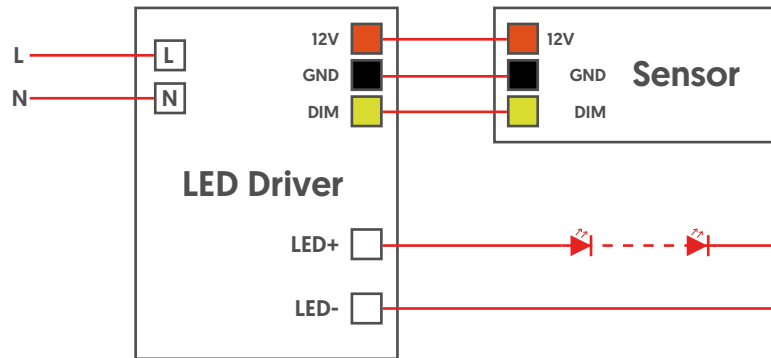 L
L
N
N
12V
GND
DIM
12V
GND
DIM
Sensor
LED Driver
LED+
LED-